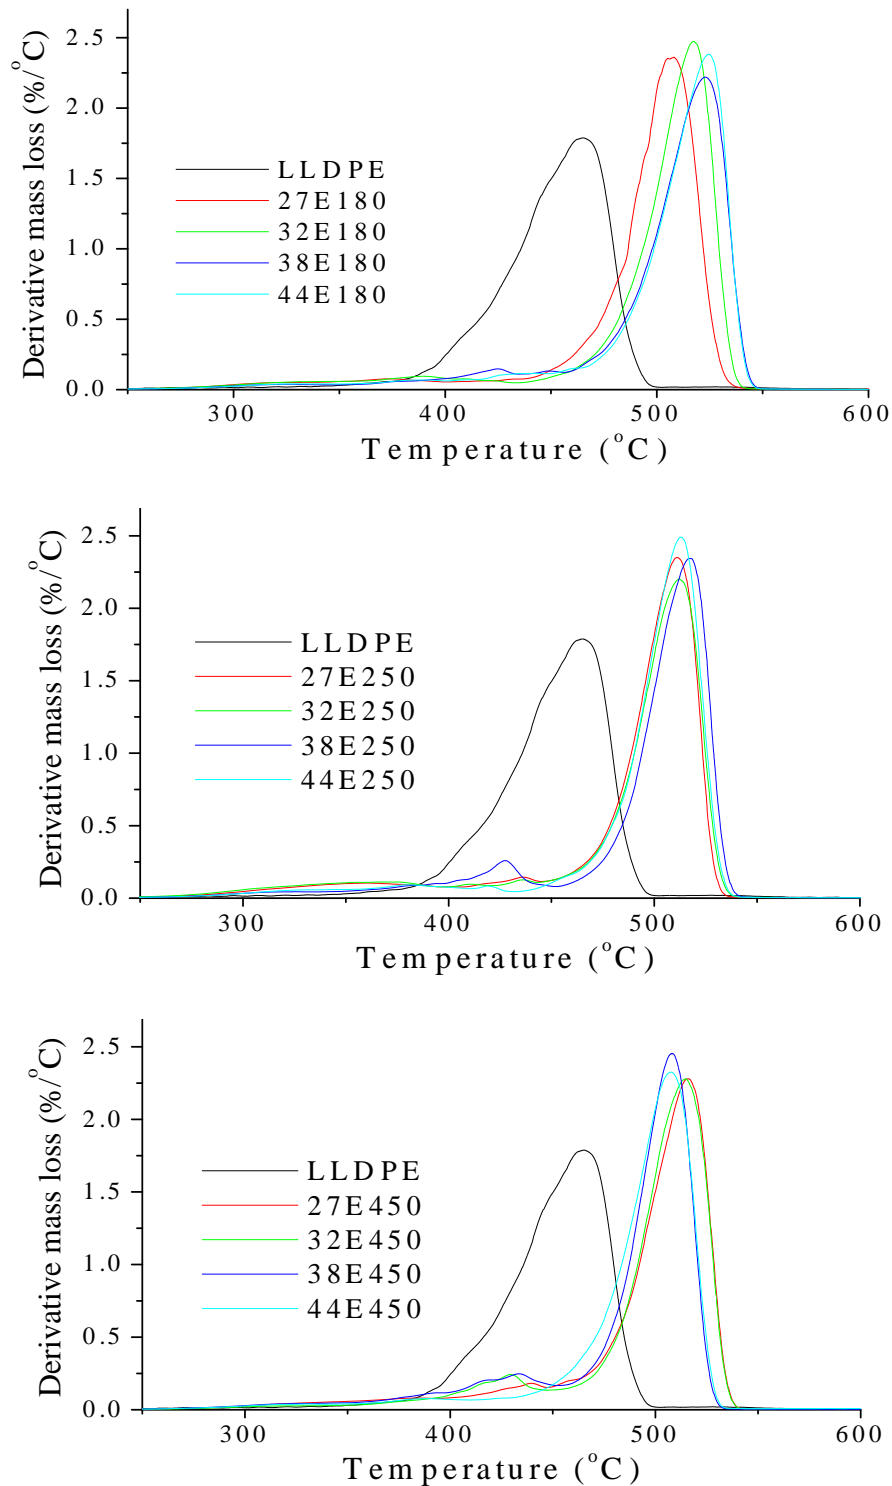 Derivative mass loss (%/°C)
2.5
2.0
1.5
1.0
0.5
0.0
LLDPE
27E180
32E180
38E180
44E180
300
400
500
600
Temperature (°C)
Derivative mass loss (%/°C)
2.5
2.0
1.5
1.0
0.5
0.0
LLDPE
27E250
32E250
38E250
44E250
300
400
500
600
Temperature (°C)
Derivative mass loss (%/°C)
2.5
2.0
1.5
1.0
0.5
0.0
LLDPE
27E450
32E450
38E450
44E450
300
400
500
600
Temperature (°C)